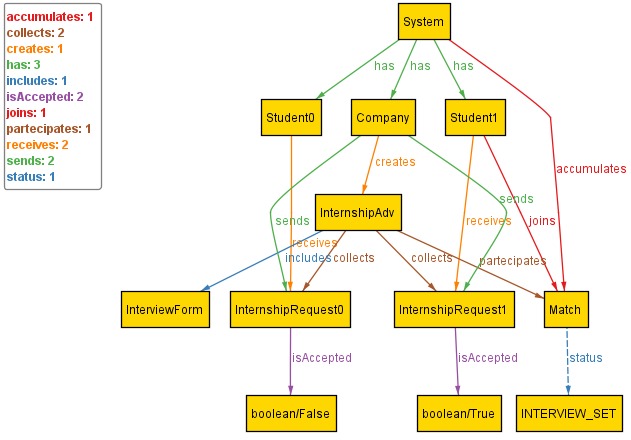 accumulates: 1
collects: 2
creates: 1
has: 3
includes: 1
isAccepted: 2
joins: 1
partecipates: 1
receives: 2
sends: 2
status: 1
System
has
has
has
Student0
Company
Student1
creates
accumulates
InternshipAdv
sends
sends
receives
joins
receives
includes
collects
collects
partecipates
InterviewForm
InternshipRequest0
InternshipRequest1
Match
isAccepted
isAccepted
status
boolean/False
boolean/True
INTERVIEW_SET